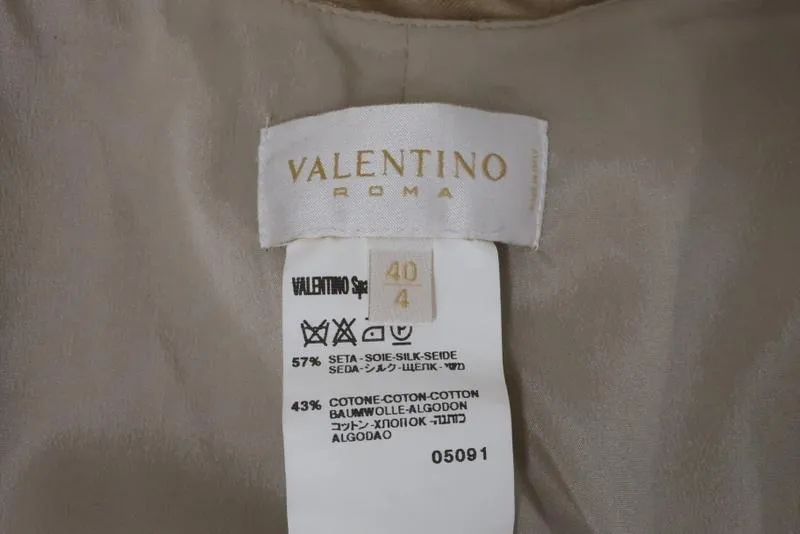 VALENTINO
ROMA
40
4
VALENTINO Spa
57% SETA-SOIE-SILK-SEIDE
SEDA-シルク-ЩЕЛК-משי
43% COTONE-COTON-COTTON
BAUMWOLLE-ALGODON
コットン-ХЛОПОК-כותנה
ALGODAO
05091